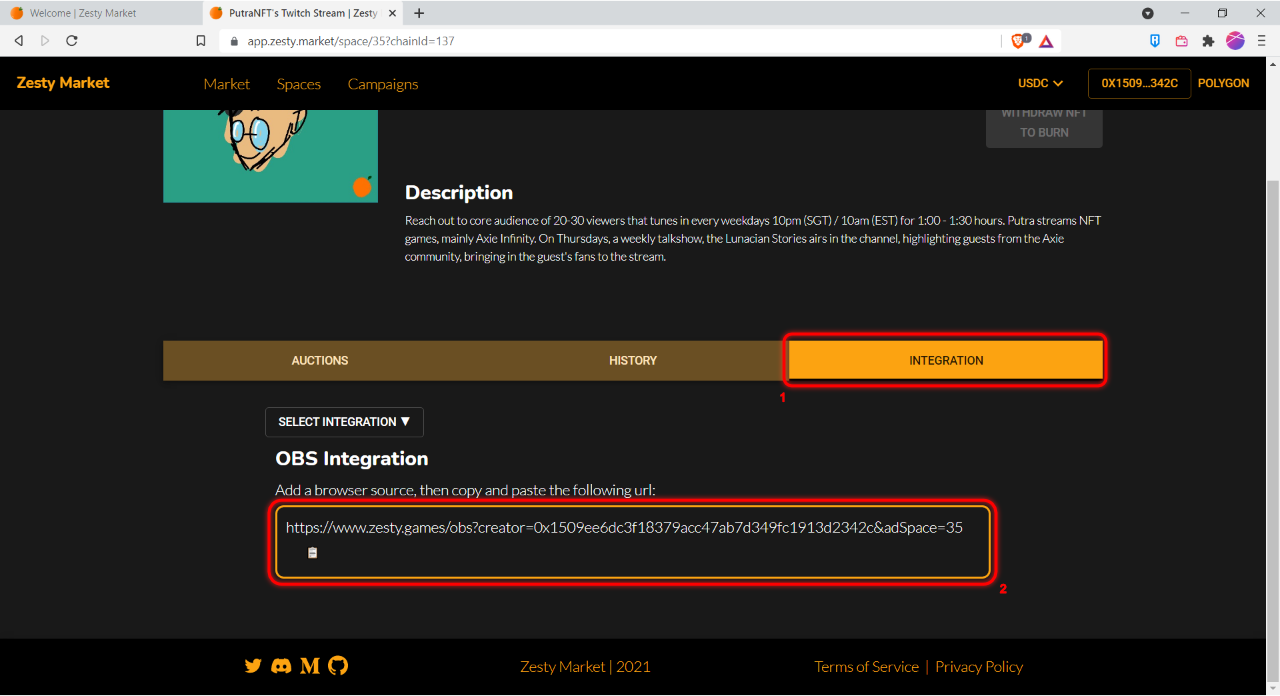 Welcome | Zesty Market
PutraNFT's Twitch Stream | Zesty
app.zesty.market/space/35?chainId=137
1
Zesty Market
Market
Spaces
Campaigns
USDC
0X1509...342C
POLYGON
WITHDRAW NFT
TO BURN
Description
Reach out to core audience of 20-30 viewers that tunes in every weekdays 10pm (SGT) / 10am (EST) for 1:00 - 1:30 hours. Putra streams NFT
games, mainly Axie Infinity. On Thursdays, a weekly talkshow, the Lunacian Stories airs in the channel, highlighting guests from the Axie
community, bringing in the guest's fans to the stream.
AUCTIONS
HISTORY
INTEGRATION
1
SELECT INTEGRATION ▼
OBS Integration
Add a browser source, then copy and paste the following url:
https://www.zesty.games/obs?creator=0x1509ee6dc3f18379acc47ab7d349fc1913d2342c&adSpace=35
2
Zesty Market | 2021
Terms of Service | Privacy Policy